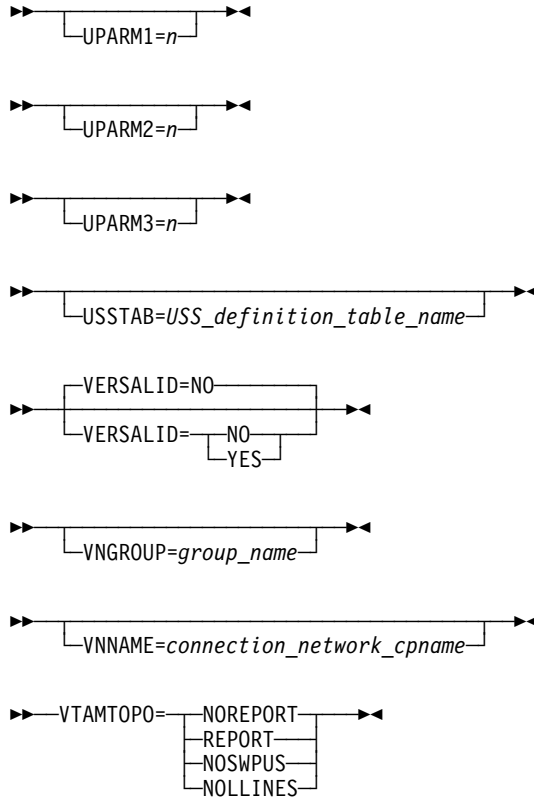 UPARM1=n
UPARM2=n
UPARM3=n
USSTAB=USS_definition_table_name
VERSALID=NO
VERSALID= NO
YES
VNGROUP=group_name
VNNAME=connection_network_cpname
VTAMTOPO= NOREPORT
REPORT
NOSWPUS
NOLLINES